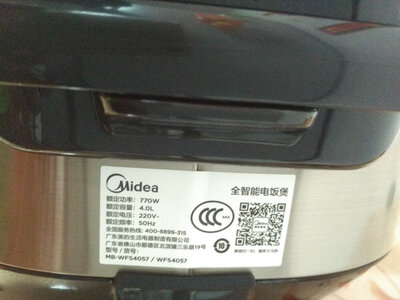 Midea
全智能电饭煲
额定功率: 770W
额定容量: 4.0L
额定电压: 220V~
额定频率: 50Hz
全国服务热线: 400-8899-315
广东美的生活电器制造有限公司
广东省佛山市顺德区北滘镇三乐路19号
型号 / 货号:
MB-WFS4057 / WFS4057
10